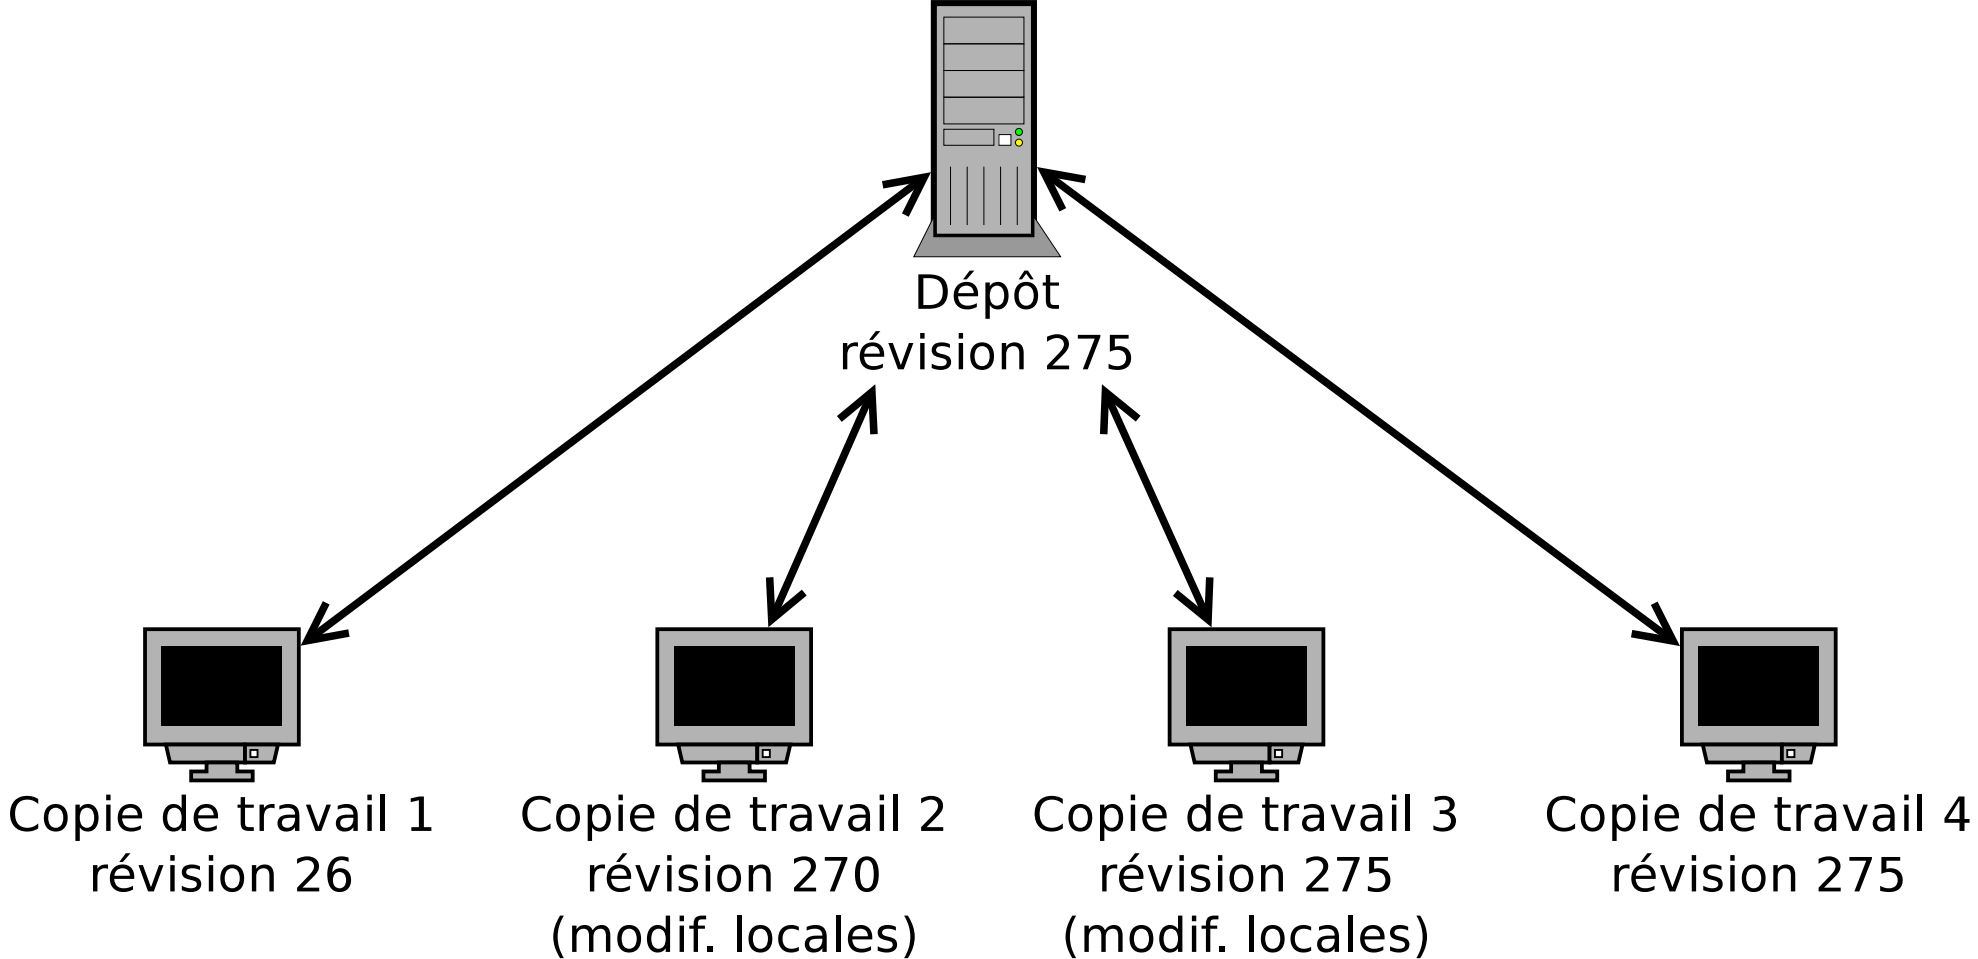 Dépôt
révision 275
Copie de travail 1
révision 26
Copie de travail 2
révision 270
(modif. locales)
Copie de travail 3
révision 275
(modif. locales)
Copie de travail 4
révision 275